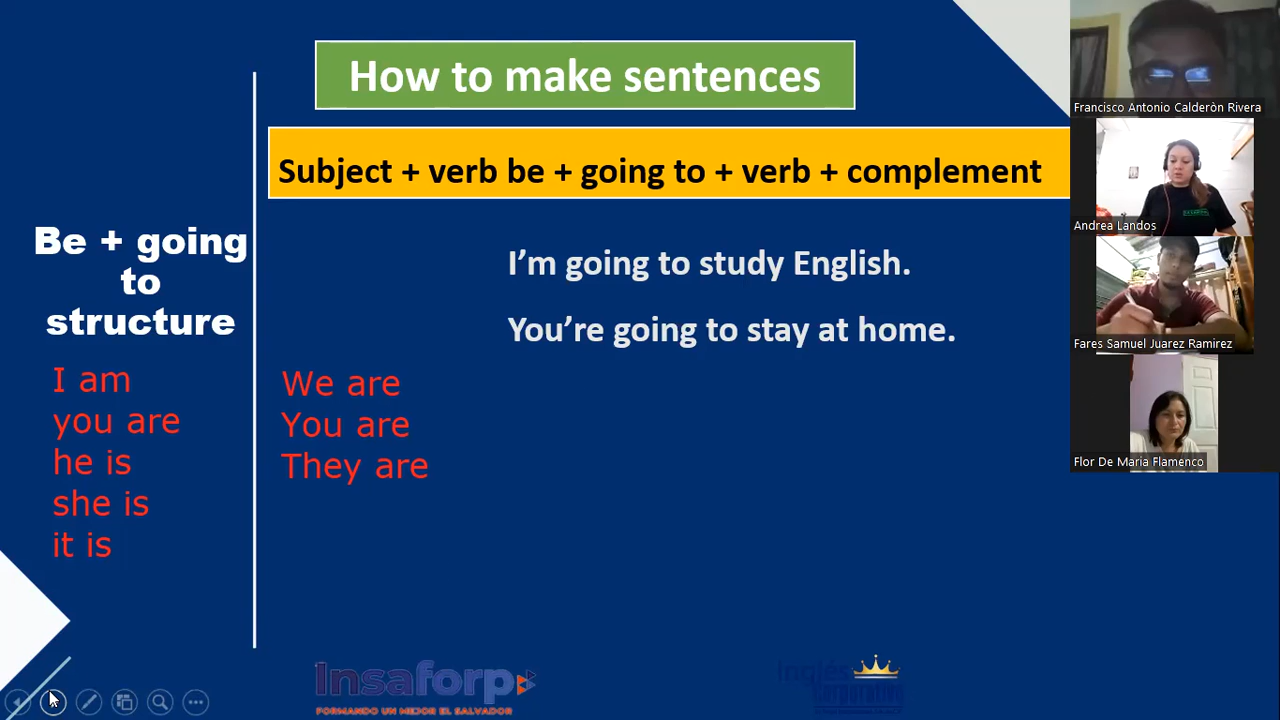 How to make sentences
Subject + verb be + going to + verb + complement
Be + going
to
structure
I'm going to study English.
You're going to stay at home.
I am
you are
he is
she is
it is
We are
You are
They are
Insaforp
FORMANDO UN MEJOR EL SALVADOR
Inglés
Corporativo
Francisco Antonio Calderòn Rivera
Andrea Landos
Fares Samuel Juarez Ramirez
Flor De Maria Flamenco